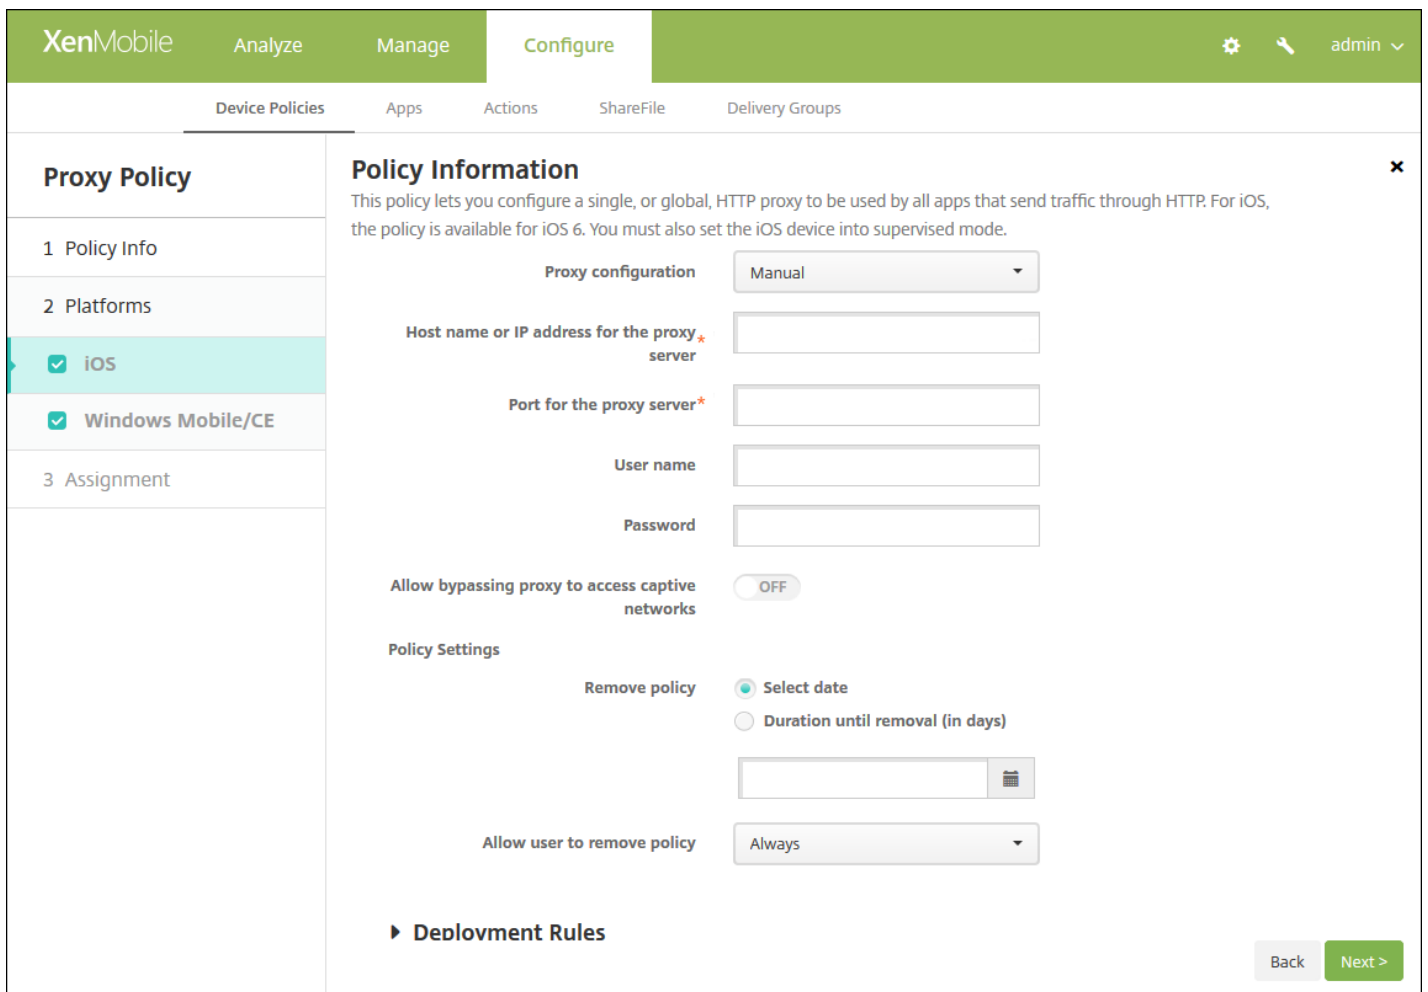 XenMobile Analyze Manage Configure admin
Device Policies Apps Actions ShareFile Delivery Groups
Proxy Policy
1 Policy Info
2 Platforms
iOS
Windows Mobile/CE
3 Assignment
Policy Information
This policy lets you configure a single, or global, HTTP proxy to be used by all apps that send traffic through HTTP. For iOS,
the policy is available for iOS 6. You must also set the iOS device into supervised mode.
Proxy configuration Manual
Host name or IP address for the proxy
server*
Port for the proxy server*
User name
Password
Allow bypassing proxy to access captive
networks OFF
Policy Settings
Remove policy Select date
Duration until removal (in days)
Allow user to remove policy Always
Deployment Rules
Back Next >